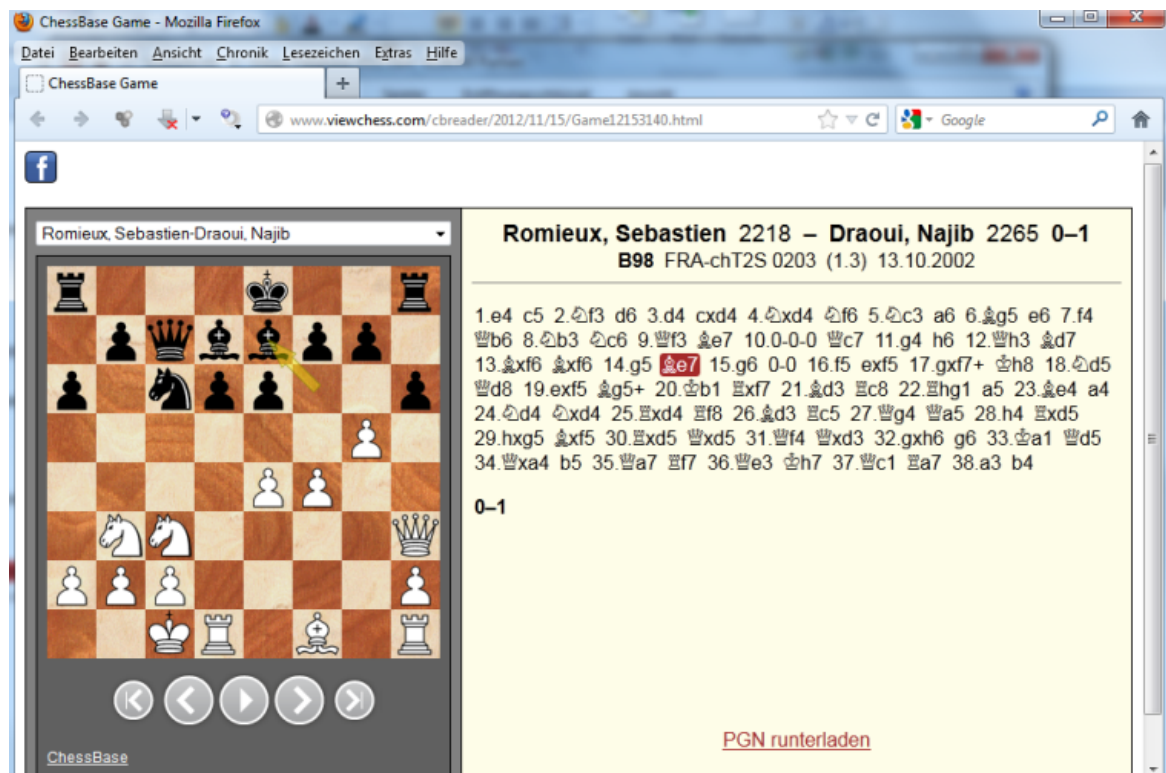 ChessBase Game - Mozilla Firefox
Datei Bearbeiten Ansicht Chronik Lesezeichen Extras Hilfe
ChessBase Game +
www.viewchess.com/cbreader/2012/11/15/Game12153140.html Google
f
Romieux, Sebastien-Draoui, Najib
Romieux, Sebastien 2218 – Draoui, Najib 2265 0–1
B98 FRA-chT2S 0203 (1.3) 13.10.2002
1.e4 c5 2.♘f3 d6 3.d4 cxd4 4.♘xd4 ♘f6 5.♘c3 a6 6.♗g5 e6 7.f4
♕b6 8.♘b3 ♘c6 9.♕f3 ♗e7 10.0-0-0 ♕c7 11.g4 h6 12.♕h3 ♗d7
13.♗xf6 ♗xf6 14.g5 ♗e7 15.g6 0-0 16.f5 exf5 17.gxf7+ ♔h8 18.♘d5
♕d8 19.exf5 ♗g5+ 20.♔b1 ♖xf7 21.♗d3 ♖c8 22.♖hg1 a5 23.♗e4 a4
24.♘d4 ♘xd4 25.♖xd4 ♖f8 26.♗d3 ♖c5 27.♕g4 ♕a5 28.h4 ♖xd5
29.hxg5 ♗xf5 30.♖xd5 ♕xd5 31.♕f4 ♕xd3 32.gxh6 g6 33.♔a1 ♕d5
34.♕xa4 b5 35.♕a7 ♖f7 36.♕e3 ♔h7 37.♕c1 ♖a7 38.a3 b4
0–1
PGN runterladen
ChessBase